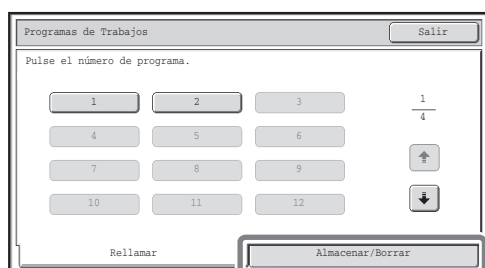 Programas de Trabajos
Salir
Pulse el número de programa.
1 2 3
1
4
4 5 6
7 8 9
10 11 12
Rellamar
Almacenar/Borrar